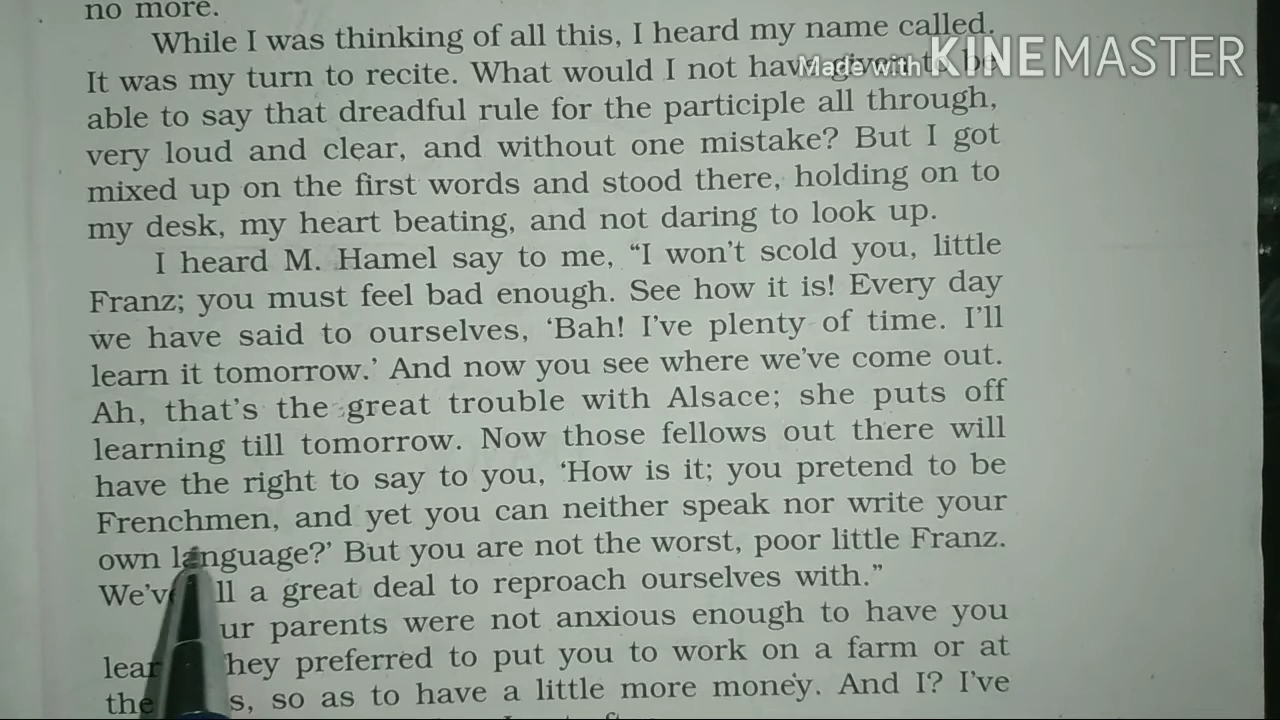 no more.
While I was thinking of all this, I heard my name called.
Made with KINEMASTER
It was my turn to recite. What would I not have given to be
able to say that dreadful rule for the participle all through,
very loud and clear, and without one mistake? But I got
mixed up on the first words and stood there, holding on to
my desk, my heart beating, and not daring to look up.
I heard M. Hamel say to me, “I won’t scold you, little
Franz; you must feel bad enough. See how it is! Every day
we have said to ourselves, ‘Bah! I’ve plenty of time. I’ll
learn it tomorrow.’ And now you see where we’ve come out.
Ah, that’s the great trouble with Alsace; she puts off
learning till tomorrow. Now those fellows out there will
have the right to say to you, ‘How is it; you pretend to be
Frenchmen, and yet you can neither speak nor write your
own language?’ But you are not the worst, poor little Franz.
We’ve all a great deal to reproach ourselves with.”
parents were not anxious enough to have you
preferred to put you to work on a farm or at
so as to have a little more money. And I? I’ve